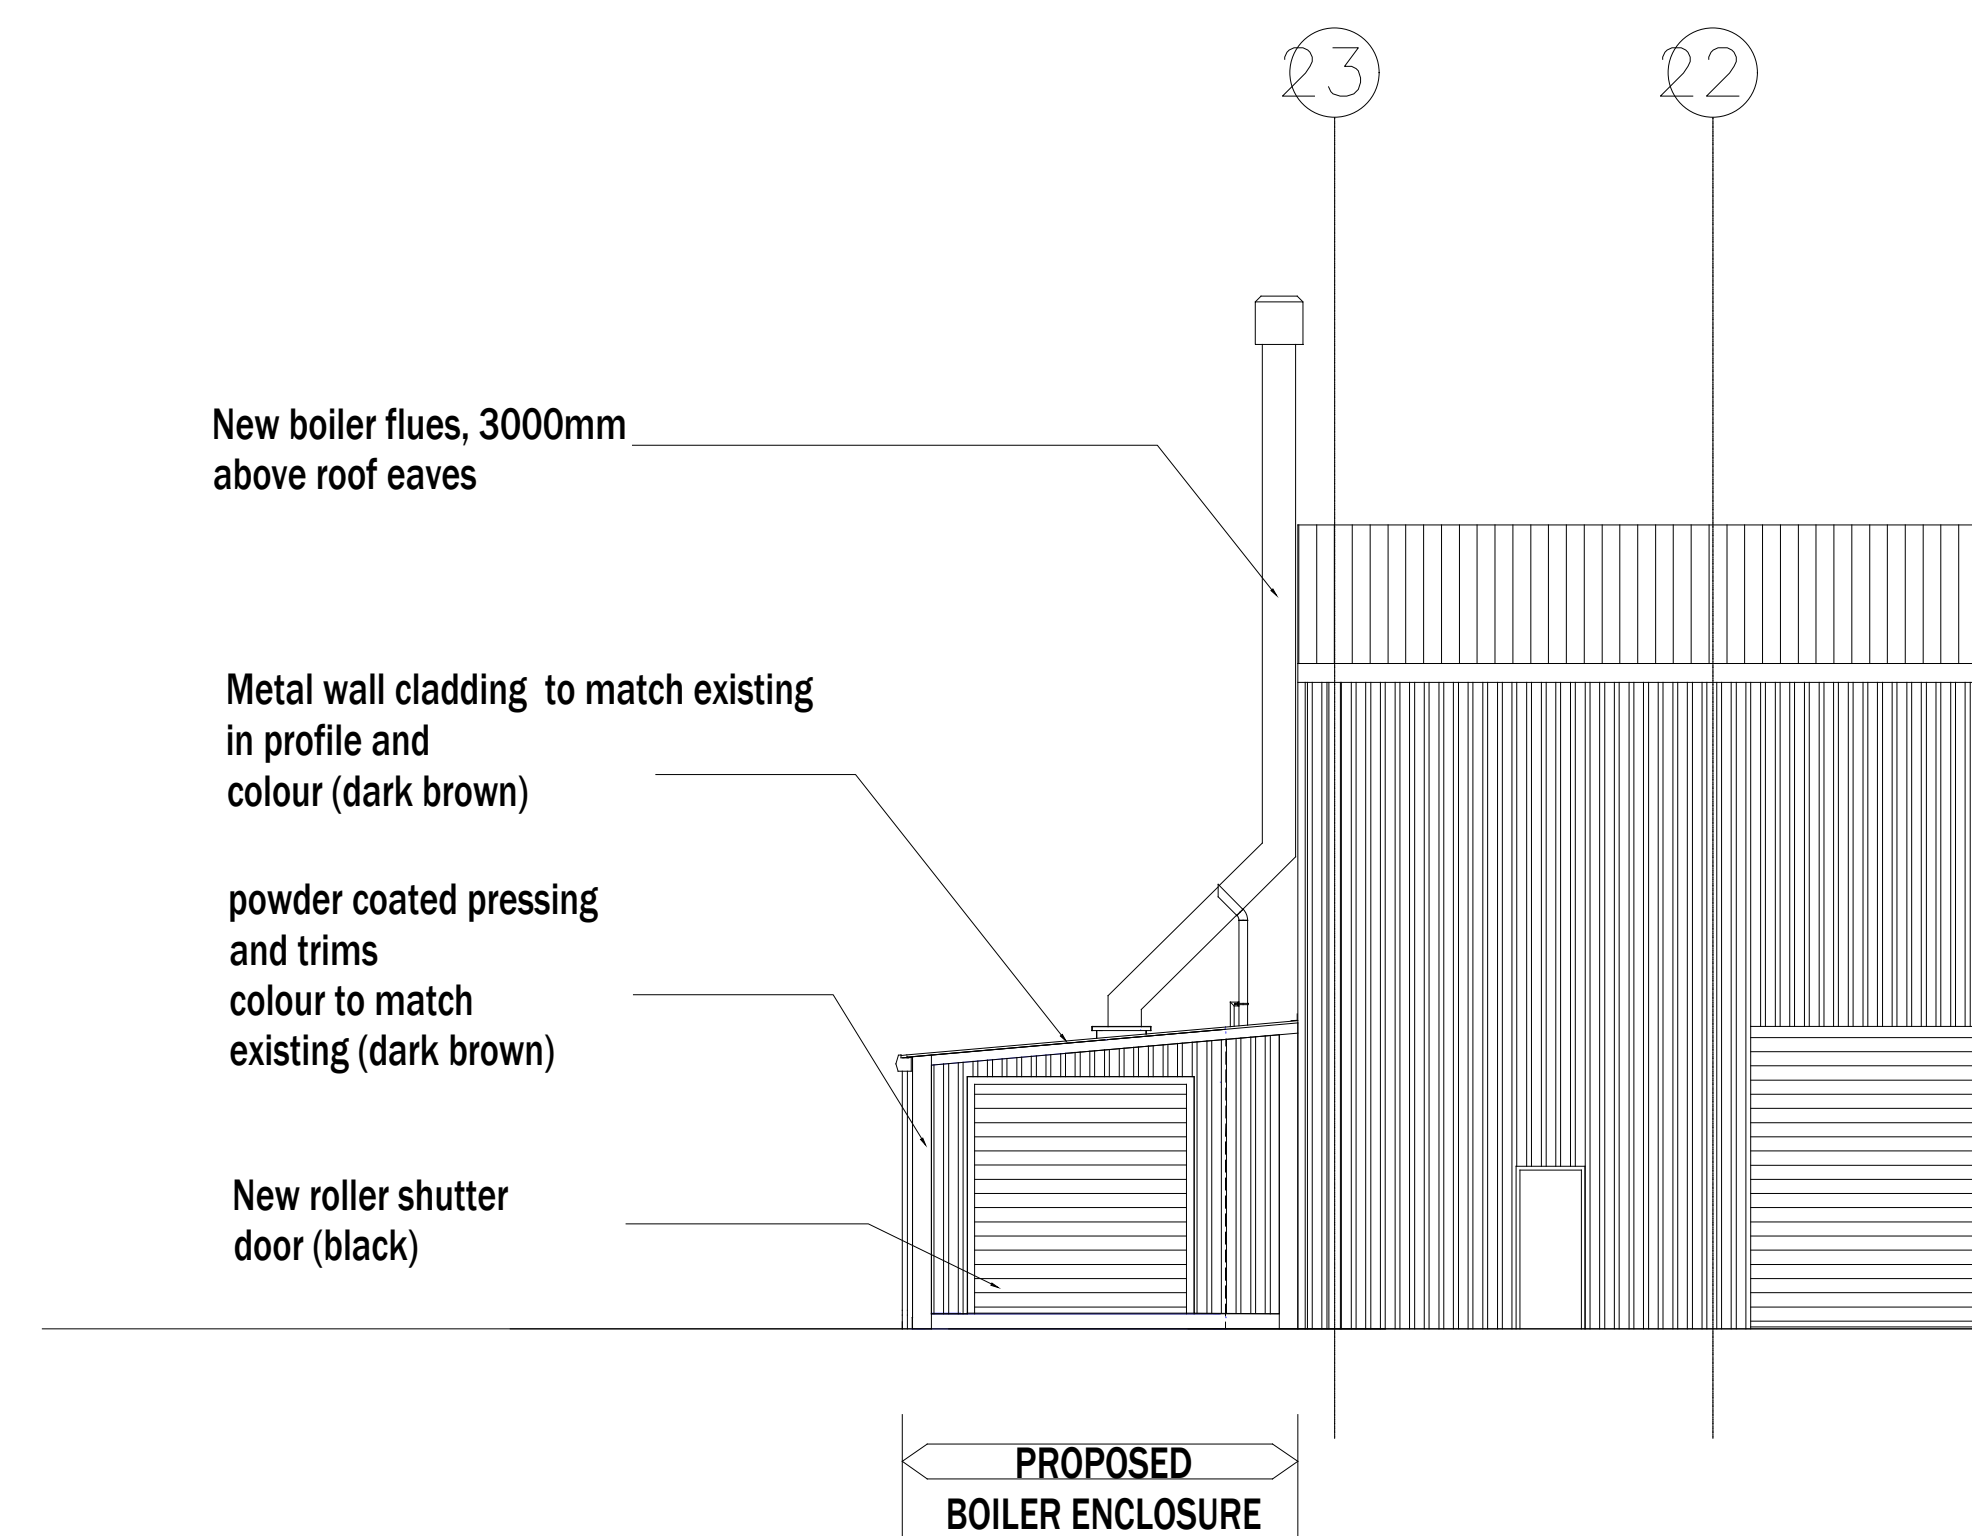 23
22
New boiler flues, 3000mm
above roof eaves
Metal wall cladding to match existing
in profile and
colour (dark brown)
powder coated pressing
and trims
colour to match
existing (dark brown)
New roller shutter
door (black)
PROPOSED
BOILER ENCLOSURE